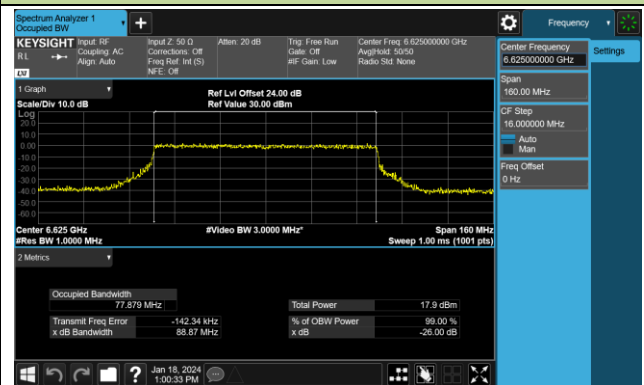 Spectrum Analyzer 1
Occupied BW
Frequency
KEYSIGHT
Input: RF
Coupling: AC
Align: Auto
Input Z: 50 Ω
Corrections: Off
Freq Ref: Int (S)
NFE: Off
Atten: 20 dB
Trig: Free Run
Gate: Off
#IF Gain: Low
Center Freq: 6.625000000 GHz
Avg|Hold: 50/50
Radio Std: None
R L
LXI
Center Frequency
6.625000000 GHz
Settings
Span
160.00 MHz
CF Step
16.000000 MHz
Auto
Man
Freq Offset
0 Hz
1 Graph
Scale/Div 10.0 dB
Ref Lvl Offset 24.00 dB
Ref Value 30.00 dBm
Log
20.0
10.0
0.00
-10.0
-20.0
-30.0
-40.0
-50.0
-60.0
Center 6.625 GHz
#Res BW 1.0000 MHz
#Video BW 3.0000 MHz*
Span 160 MHz
Sweep 1.00 ms (1001 pts)
2 Metrics
Occupied Bandwidth
77.879 MHz
Total Power 17.9 dBm
Transmit Freq Error -142.34 kHz
% of OBW Power 99.00 %
x dB Bandwidth 88.87 MHz
x dB -26.00 dB
Jan 18, 2024
1:00:33 PM